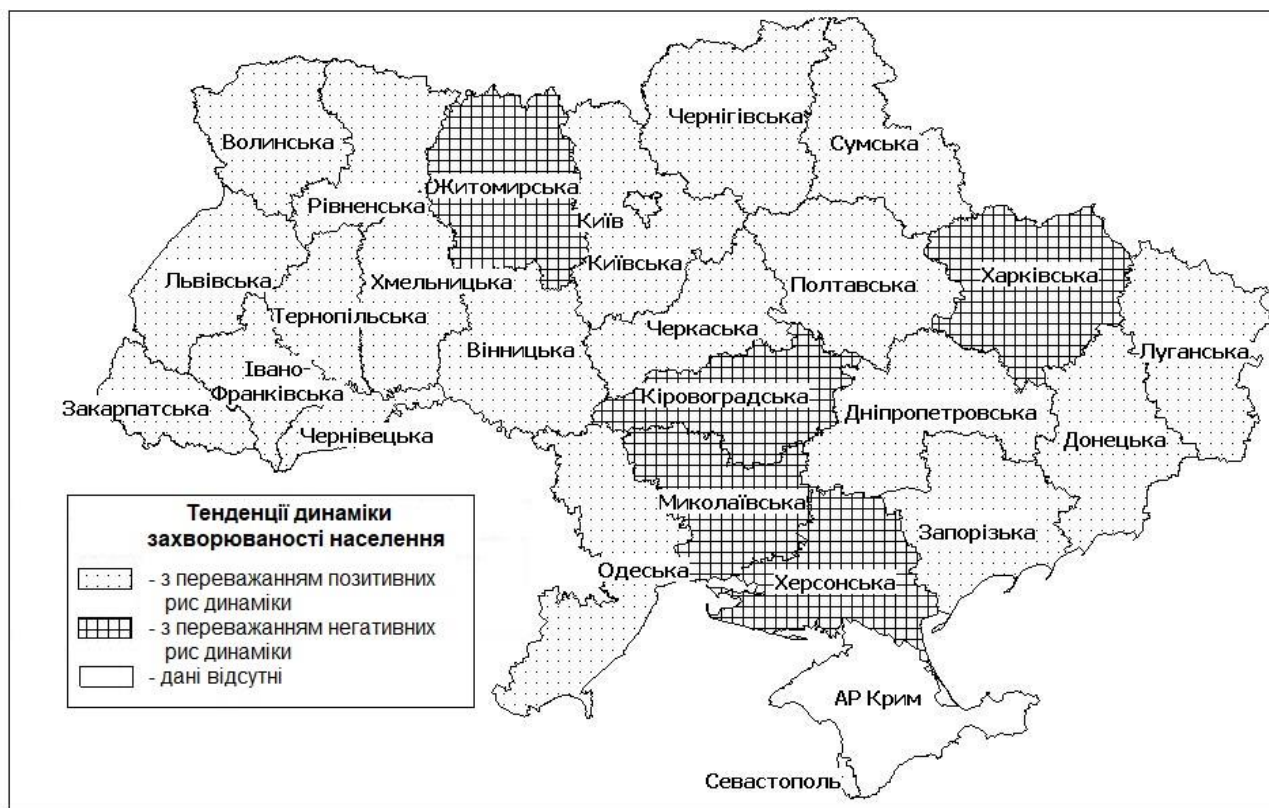 Чернігівська
Сумська
Волинська
Житомирська
Рівненська
Київ
Харківська
Київська
Львівська
Хмельницька
Полтавська
Тернопільська
Черкаська
Вінницька
Луганська
Івано-
Франківська
Кіровоградська
Закарпатська
Дніпропетровська
Чернівецька
Донецька
Миколаївська
Запорізька
Одеська
Херсонська
АР Крим
Севастополь
Тенденції динаміки
захворюваності населення
- з переважанням позитивних
рис динаміки
- з переважанням негативних
рис динаміки
- дані відсутні